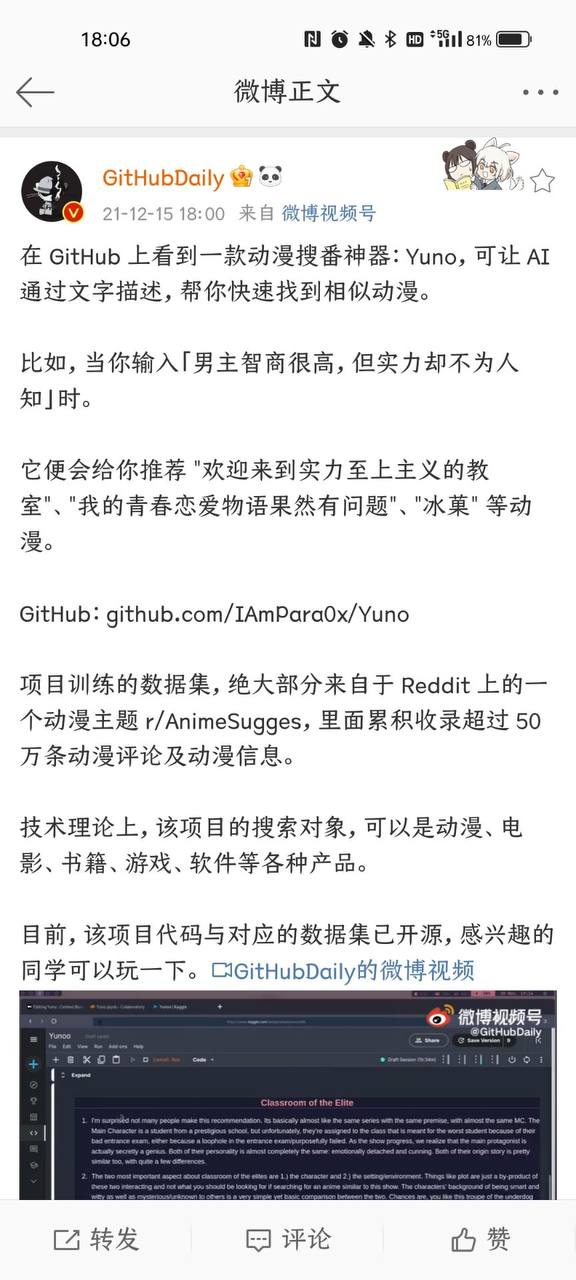 18:06
HD
5G
81%
微博正文
GitHubDaily
21-12-15 18:00 来自 微博视频号
在 GitHub 上看到一款动漫搜番神器：Yuno，可让 AI
通过文字描述，帮你快速找到相似动漫。
比如，当你输入「男主智商很高，但实力却不为人
知」时。
它便会给你推荐 "欢迎来到实力至上主义的教
室"、"我的青春恋爱物语果然有问题"、"冰菓" 等动
漫。
GitHub：github.com/IAmPara0x/Yuno
项目训练的数据集，绝大部分来自于 Reddit 上的一
个动漫主题 r/AnimeSugges，里面累积收录超过 50
万条动漫评论及动漫信息。
技术理论上，该项目的搜索对象，可以是动漫、电
影、书籍、游戏、软件等各种产品。
目前，该项目代码与对应的数据集已开源，感兴趣的
同学可以玩一下。GitHubDaily的微博视频
微博视频号
@GitHubDaily
Yunoo
File Edit View Run Add-ons Help
Share
Save Version
Cancel Run
Code
Draft Session
Expand
Classroom of the Elite
1. I'm surprised not many people make this recommendation. Its basically almost like the same series with the same premise, with almost the same MC. The
Main Character is a student from a prestigious school, but unfortunately, they're assigned to the class that is meant for the worst student because of their
bad entrance exam, either because a loophole in the entrance exam/purposefully failed. As the show progress, we realize that the main protagonist is
actually secretly a genius. Both of their personality is almost completely the same: emotionally detached and cunning. Both of their origin story is pretty
similar too, with quite a few differences.
2. The two most important aspect about classroom of the elites are 1.) the character and 2.) the setting/environment. Things like plot are just a by-product of
these two interacting and not what you should be looking for if searching for an anime similar to this show. The characters' background of being smart and
witty as well as mysterious/unknown to others is a very simple yet basic comparison between the two. Chances are, you like this troupe of the underdog
转发
评论
赞